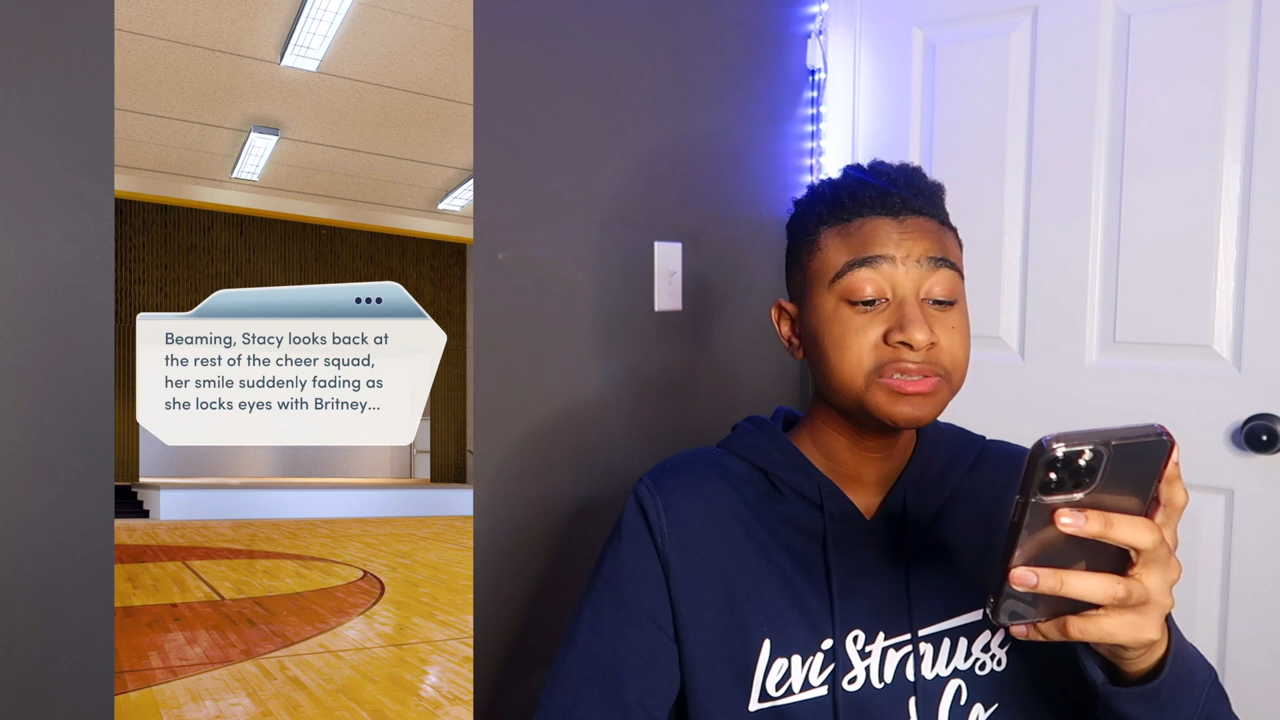 Beaming, Stacy looks back at
the rest of the cheer squad,
her smile suddenly fading as
she locks eyes with Britney...
Levi Strauss
& Co